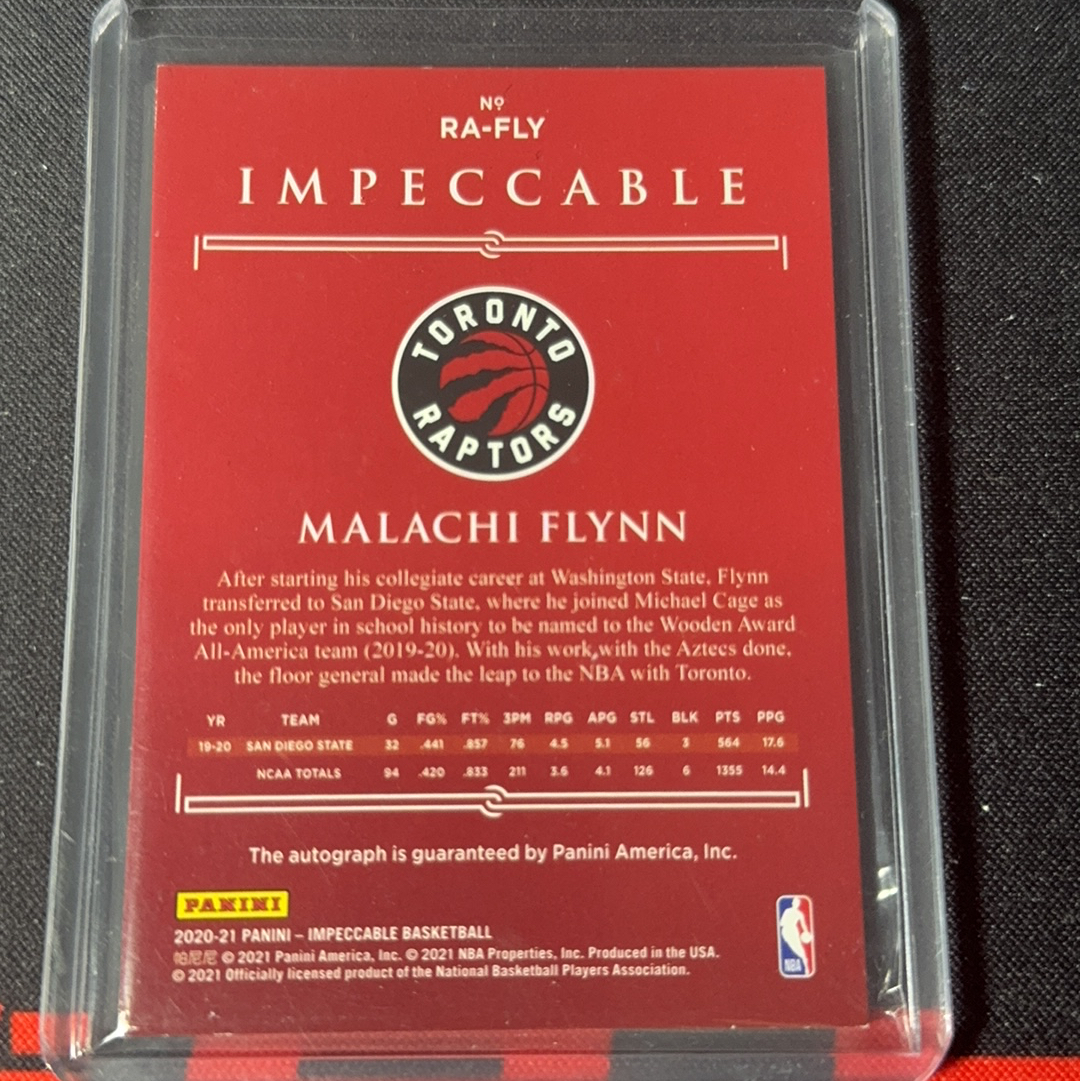 Nº
RA-FLY
IMPECCABLE
TORONTO
RAPTORS
MALACHI FLYNN
After starting his collegiate career at Washington State, Flynn
transferred to San Diego State, where he joined Michael Cage as
the only player in school history to be named to the Wooden Award
All-America team (2019-20). With his work with the Aztecs done,
the floor general made the leap to the NBA with Toronto.
YR TEAM G FG% FT% 3PM RPG APG STL BLK PTS PPG
19-20 SAN DIEGO STATE 32 .441 .857 76 4.5 5.1 56 3 564 17.6
NCAA TOTALS 94 .420 .833 211 3.6 4.1 126 6 1355 14.4
The autograph is guaranteed by Panini America, Inc.
PANINI
2020-21 PANINI – IMPECCABLE BASKETBALL
帕尼尼 © 2021 Panini America, Inc. © 2021 NBA Properties, Inc. Produced in the USA.
© 2021 Officially licensed product of the National Basketball Players Association.
NBA